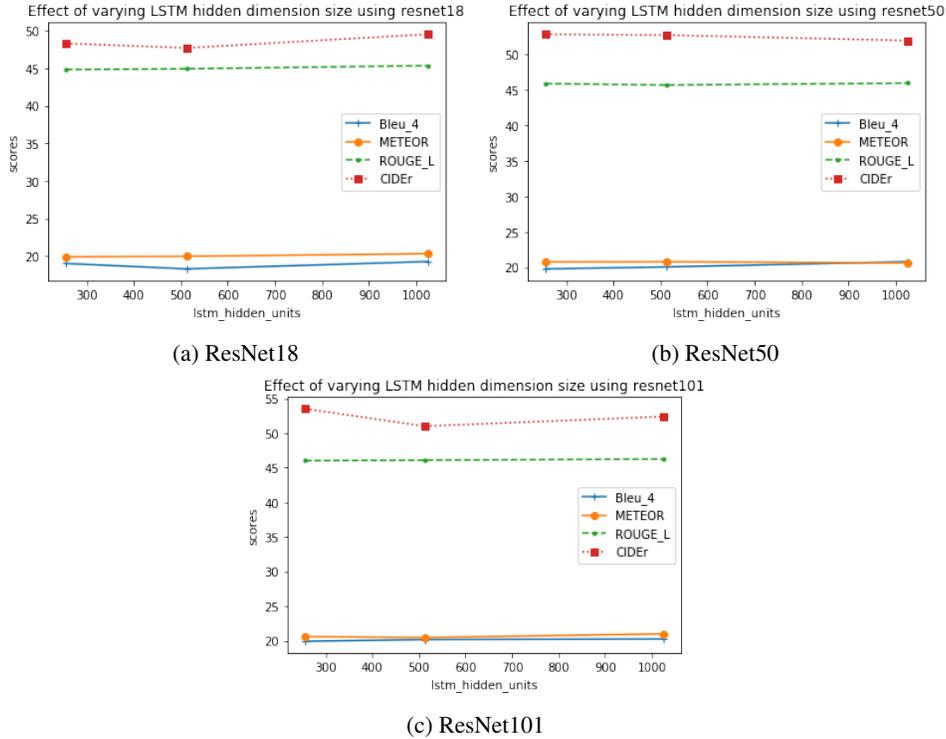 Effect of varying LSTM hidden dimension size using resnet18
50
45
40
35
30
25
20
scores
300 400 500 600 700 800 900 1000
lstm_hidden_units
Bleu_4
METEOR
ROUGE_L
CIDEr
(a) ResNet18
Effect of varying LSTM hidden dimension size using resnet50
50
45
40
35
30
25
20
scores
300 400 500 600 700 800 900 1000
lstm_hidden_units
Bleu_4
METEOR
ROUGE_L
CIDEr
(b) ResNet50
Effect of varying LSTM hidden dimension size using resnet101
55
50
45
40
35
30
25
20
scores
300 400 500 600 700 800 900 1000
lstm_hidden_units
Bleu_4
METEOR
ROUGE_L
CIDEr
(c) ResNet101